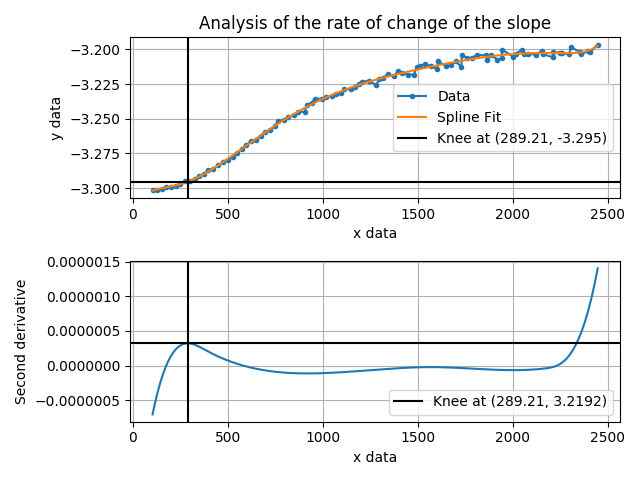 Analysis of the rate of change of the slope
−3.200
−3.225
−3.250
−3.275
−3.300
y data
Data
Spline Fit
Knee at (289.21, -3.295)
0 500 1000 1500 2000 2500
x data
0.0000015
0.0000010
0.0000005
0.0000000
−0.0000005
Second derivative
Knee at (289.21, 3.2192)
0 500 1000 1500 2000 2500
x data